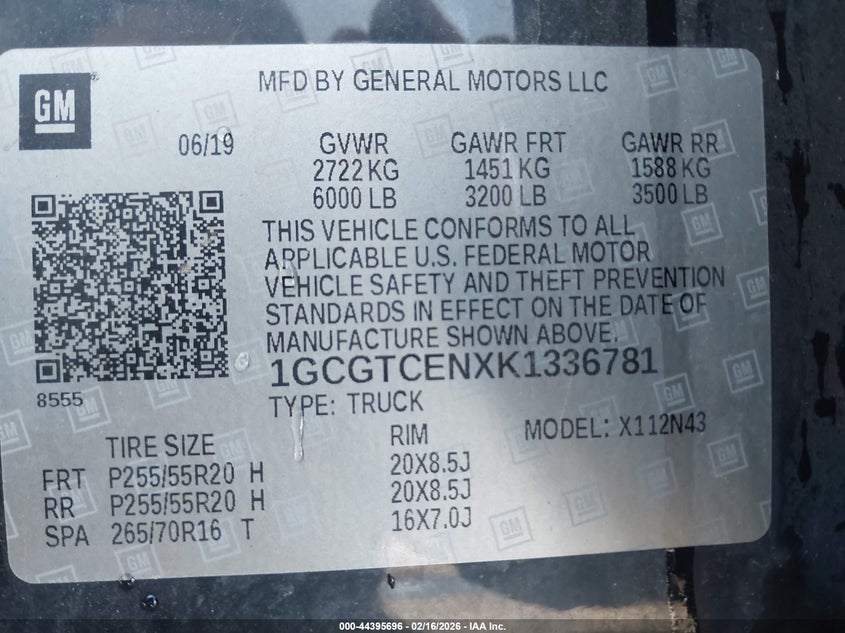 MFD BY GENERAL MOTORS LLC
GM
06/19 GVWR GAWR FRT GAWR RR
2722 KG 1451 KG 1588 KG
6000 LB 3200 LB 3500 LB
THIS VEHICLE CONFORMS TO ALL
APPLICABLE U.S. FEDERAL MOTOR
VEHICLE SAFETY AND THEFT PREVENTION
STANDARDS IN EFFECT ON THE DATE OF
MANUFACTURE SHOWN ABOVE.
1GCGTCENXK1336781
8555
TYPE: TRUCK
MODEL: X112N43
TIRE SIZE RIM
FRT P255/55R20 H 20X8.5J
RR P255/55R20 H 20X8.5J
SPA 265/70R16 T 16X7.0J
000-44395696 - 02/16/2026 - IAA Inc.